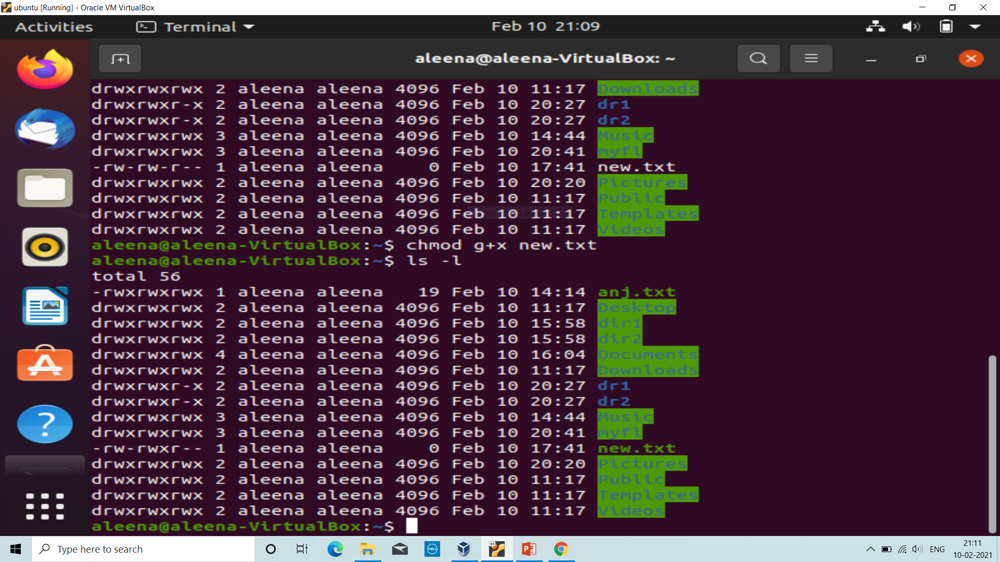 ubuntu [Running] - Oracle VM VirtualBox
Activities Terminal Feb 10 21:09
aleena@aleena-VirtualBox: ~
drwxrwxrwx 2 aleena aleena 4096 Feb 10 11:17 Downloads
drwxrwxr-x 2 aleena aleena 4096 Feb 10 20:27 dr1
drwxrwxr-x 2 aleena aleena 4096 Feb 10 20:27 dr2
drwxrwxrwx 3 aleena aleena 4096 Feb 10 14:44 Music
drwxrwxrwx 3 aleena aleena 4096 Feb 10 20:41 myfl
-rw-rw-r-- 1 aleena aleena 0 Feb 10 17:41 new.txt
drwxrwxrwx 2 aleena aleena 4096 Feb 10 20:20 Pictures
drwxrwxrwx 2 aleena aleena 4096 Feb 10 11:17 Public
drwxrwxrwx 2 aleena aleena 4096 Feb 10 11:17 Templates
drwxrwxrwx 2 aleena aleena 4096 Feb 10 11:17 Videos
aleena@aleena-VirtualBox:~$ chmod g+x new.txt
aleena@aleena-VirtualBox:~$ ls -l
total 56
-rwxrwxrwx 1 aleena aleena 19 Feb 10 14:14 anj.txt
drwxrwxrwx 2 aleena aleena 4096 Feb 10 11:17 Desktop
drwxrwxrwx 2 aleena aleena 4096 Feb 10 15:58 dir1
drwxrwxrwx 2 aleena aleena 4096 Feb 10 15:58 dir2
drwxrwxrwx 4 aleena aleena 4096 Feb 10 16:04 Documents
drwxrwxrwx 2 aleena aleena 4096 Feb 10 11:17 Downloads
drwxrwxr-x 2 aleena aleena 4096 Feb 10 20:27 dr1
drwxrwxr-x 2 aleena aleena 4096 Feb 10 20:27 dr2
drwxrwxrwx 3 aleena aleena 4096 Feb 10 14:44 Music
drwxrwxrwx 3 aleena aleena 4096 Feb 10 20:41 myfl
-rw-rwxr-- 1 aleena aleena 0 Feb 10 17:41 new.txt
drwxrwxrwx 2 aleena aleena 4096 Feb 10 20:20 Pictures
drwxrwxrwx 2 aleena aleena 4096 Feb 10 11:17 Public
drwxrwxrwx 2 aleena aleena 4096 Feb 10 11:17 Templates
drwxrwxrwx 2 aleena aleena 4096 Feb 10 11:17 Videos
aleena@aleena-VirtualBox:~$
Type here to search
DELL
64
ENG
21:11
10-02-2021